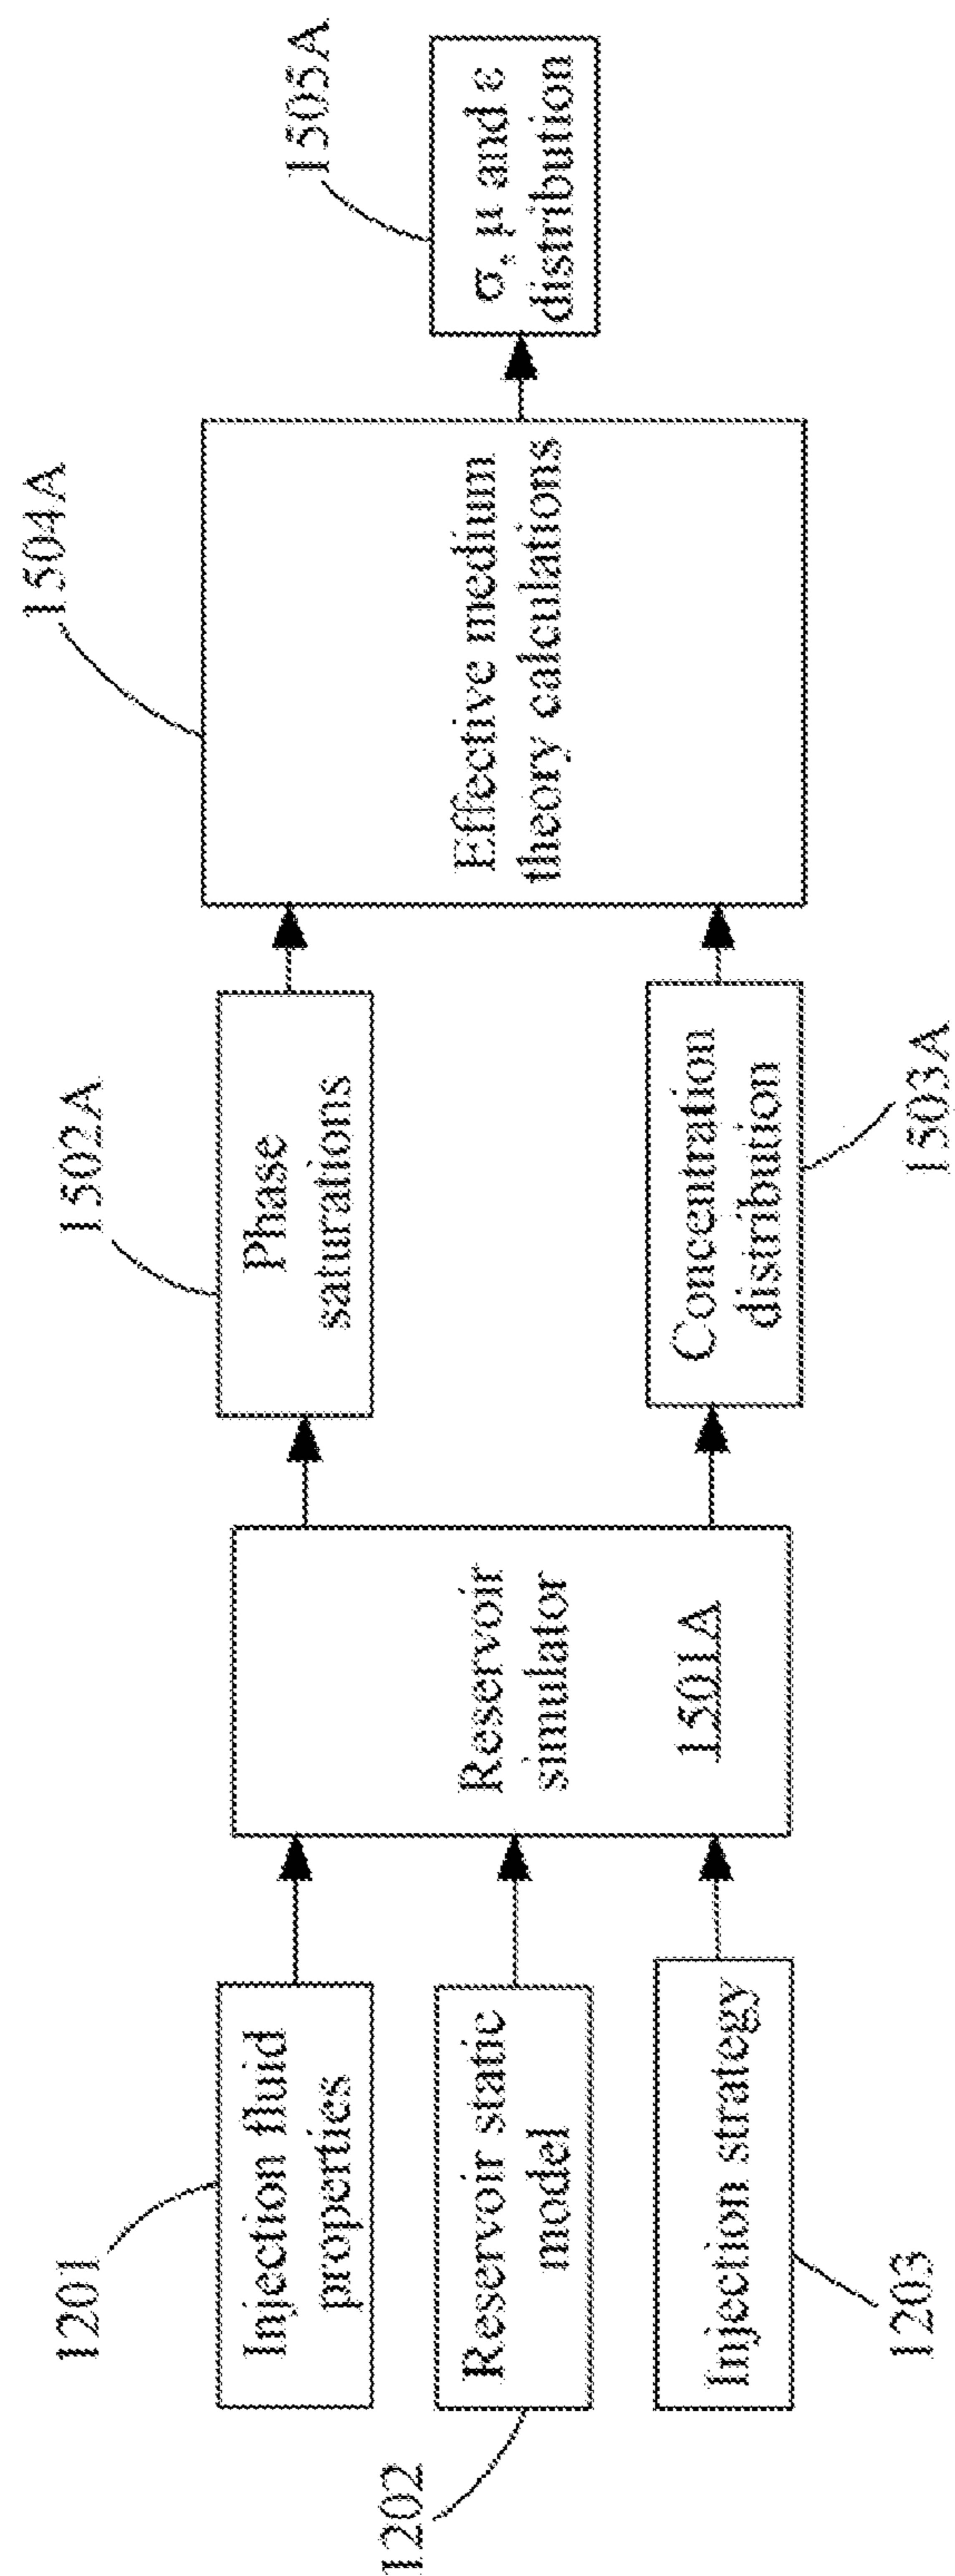 1201
Injection fluid
properties
1202
Reservoir static
model
Injection strategy
1203
Reservoir
simulator
1501A
1502A
Phase
saturations
Concentration
distribution
1503A
1504A
Effective medium
theory calculations
1505A
σ, μ and ε
distribution